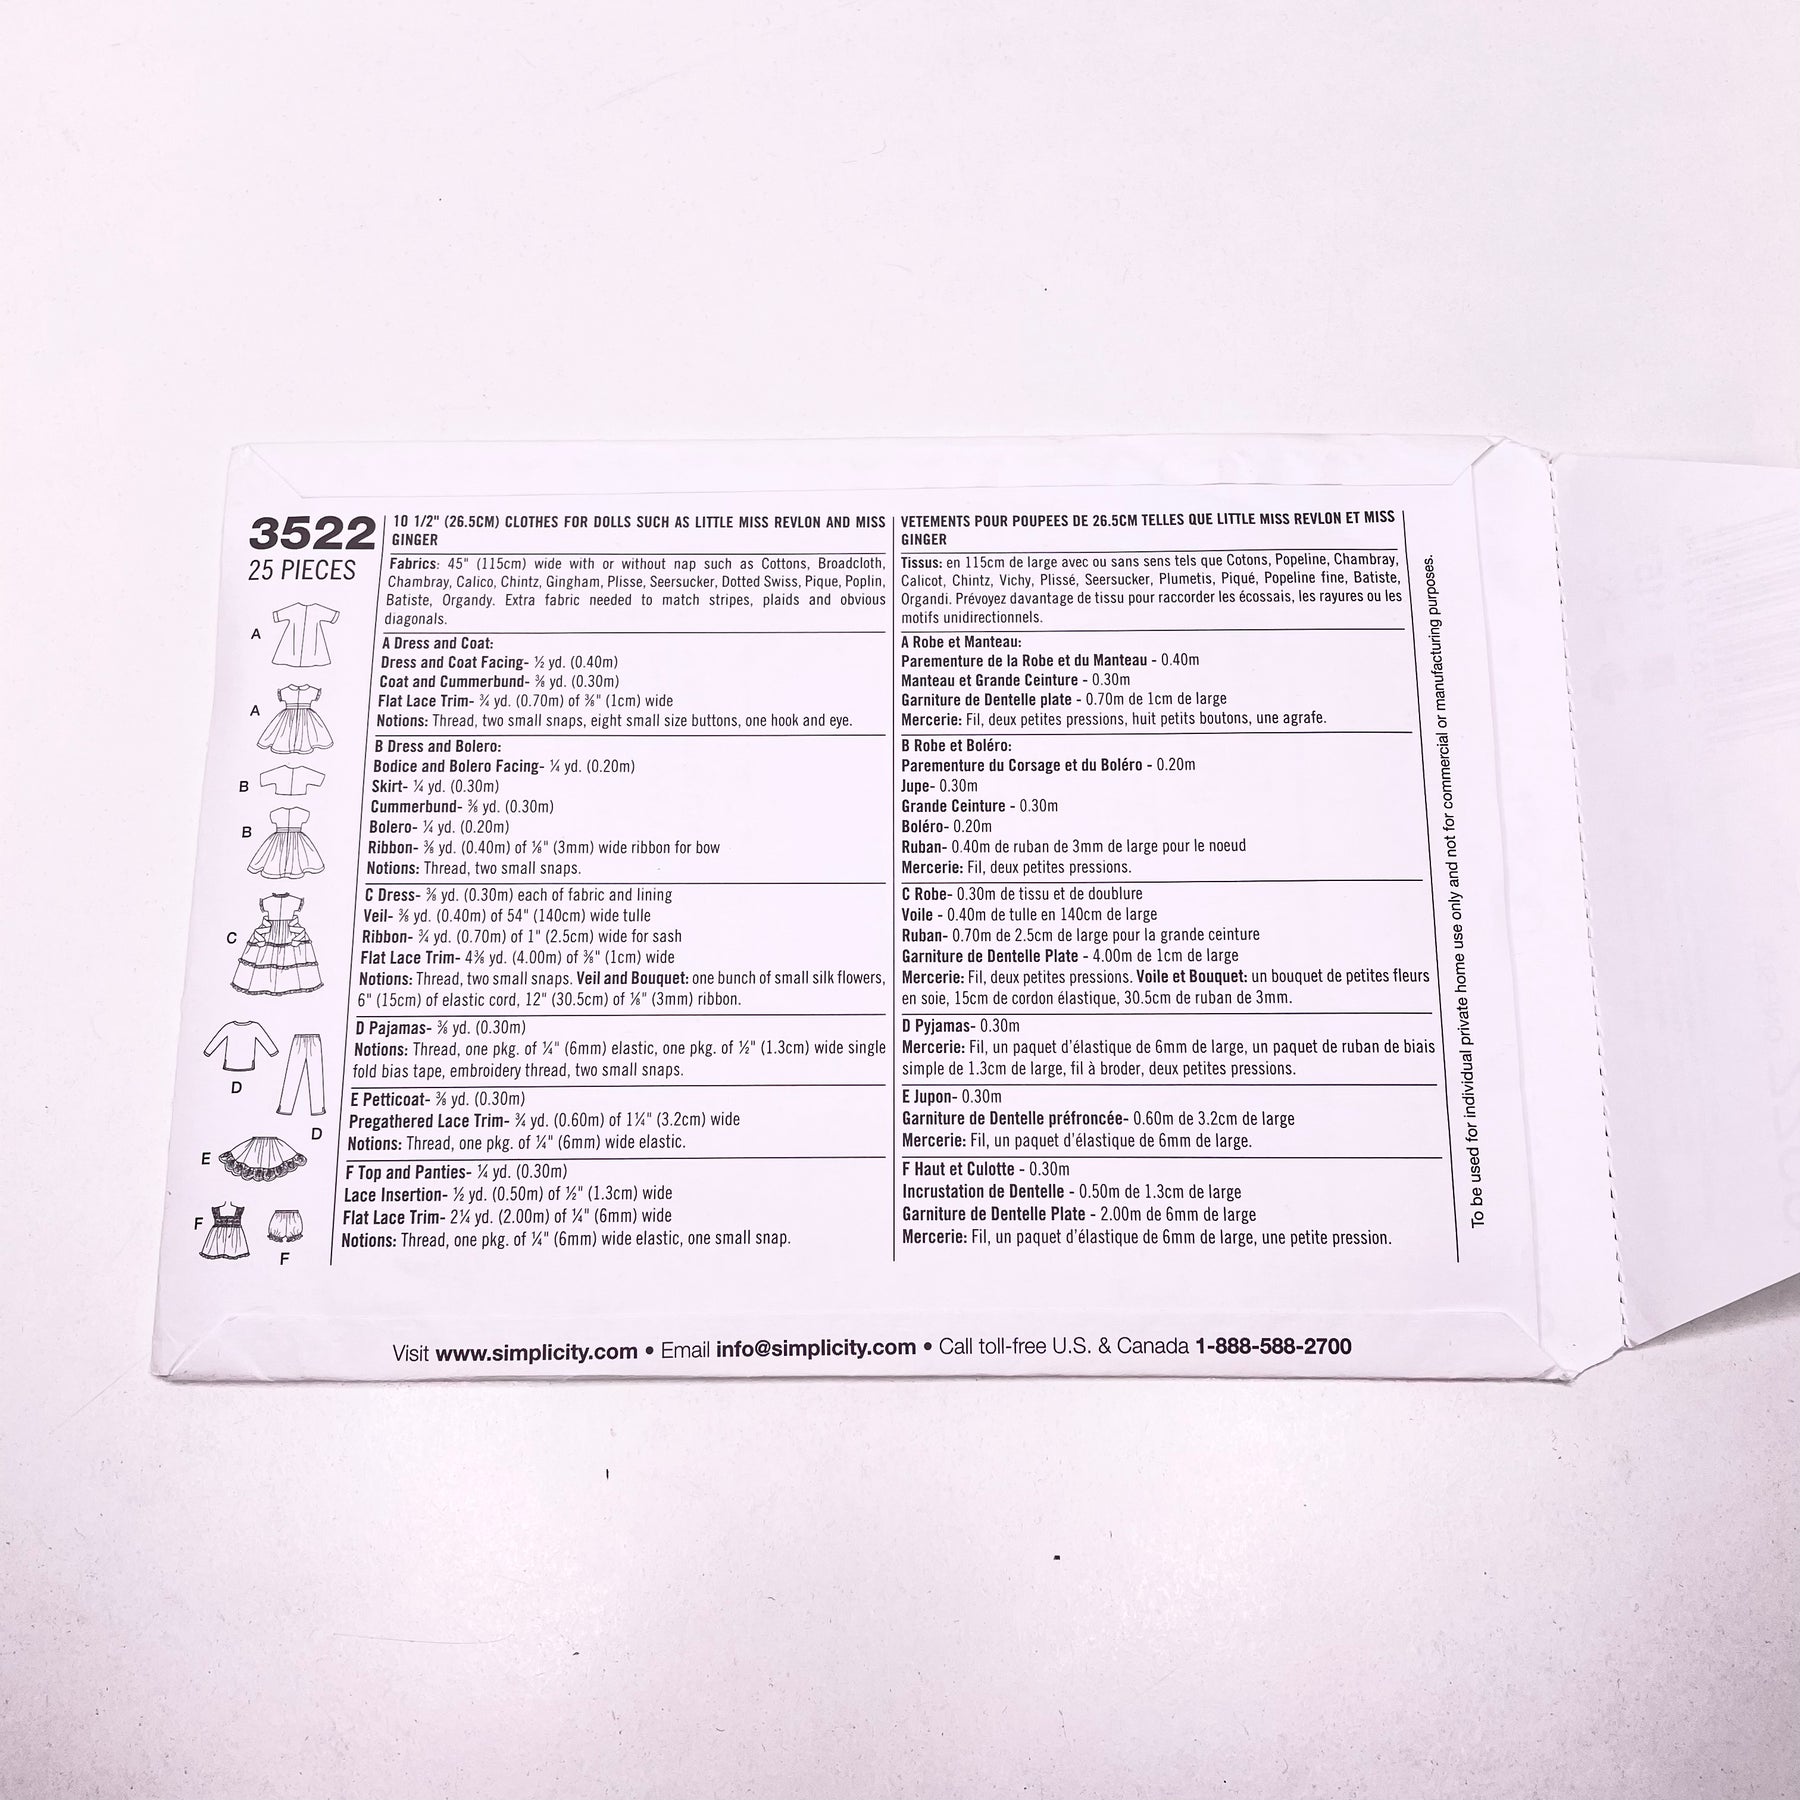 3522
25 PIECES
A
A
B
B
C
D
D
E
F
F
10 1/2" (26.5CM) CLOTHES FOR DOLLS SUCH AS LITTLE MISS REVLON AND MISS
GINGER
Fabrics: 45" (115cm) wide with or without nap such as Cottons, Broadcloth,
Chambray, Calico, Chintz, Gingham, Plisse, Seersucker, Dotted Swiss, Pique, Poplin,
Batiste, Organdy. Extra fabric needed to match stripes, plaids and obvious
diagonals.
A Dress and Coat:
Dress and Coat Facing- ½ yd. (0.40m)
Coat and Cummerbund- ⅜ yd. (0.30m)
Flat Lace Trim- ¾ yd. (0.70m) of ⅜" (1cm) wide
Notions: Thread, two small snaps, eight small size buttons, one hook and eye.
B Dress and Bolero:
Bodice and Bolero Facing- ¼ yd. (0.20m)
Skirt- ¼ yd. (0.30m)
Cummerbund- ⅜ yd. (0.30m)
Bolero- ¼ yd. (0.20m)
Ribbon- ⅜ yd. (0.40m) of ⅛" (3mm) wide ribbon for bow
Notions: Thread, two small snaps.
C Dress- ⅜ yd. (0.30m) each of fabric and lining
Veil- ⅜ yd. (0.40m) of 54" (140cm) wide tulle
Ribbon- ¾ yd. (0.70m) of 1" (2.5cm) wide for sash
Flat Lace Trim- 4⅜ yd. (4.00m) of ⅜" (1cm) wide
Notions: Thread, two small snaps. Veil and Bouquet: one bunch of small silk flowers,
6" (15cm) of elastic cord, 12" (30.5cm) of ⅛" (3mm) ribbon.
D Pajamas- ⅜ yd. (0.30m)
Notions: Thread, one pkg. of ¼" (6mm) elastic, one pkg. of ½" (1.3cm) wide single
fold bias tape, embroidery thread, two small snaps.
E Petticoat- ⅜ yd. (0.30m)
Pregathered Lace Trim- ¾ yd. (0.60m) of 1¼" (3.2cm) wide
Notions: Thread, one pkg. of ¼" (6mm) wide elastic.
F Top and Panties- ¼ yd. (0.30m)
Lace Insertion- ½ yd. (0.50m) of ½" (1.3cm) wide
Flat Lace Trim- 2¼ yd. (2.00m) of ¼" (6mm) wide
Notions: Thread, one pkg. of ¼" (6mm) wide elastic, one small snap.
VETEMENTS POUR POUPEES DE 26.5CM TELLES QUE LITTLE MISS REVLON ET MISS
GINGER
Tissus: en 115cm de large avec ou sans sens tels que Cotons, Popeline, Chambray,
Calicot, Chintz, Vichy, Plissé, Seersucker, Plumetis, Piqué, Popeline fine, Batiste,
Organdi. Prévoyez davantage de tissu pour raccorder les écossais, les rayures ou les
motifs unidirectionnels.
A Robe et Manteau:
Parementure de la Robe et du Manteau - 0.40m
Manteau et Grande Ceinture - 0.30m
Garniture de Dentelle plate - 0.70m de 1cm de large
Mercerie: Fil, deux petites pressions, huit petits boutons, une agrafe.
B Robe et Boléro:
Parementure du Corsage et du Boléro - 0.20m
Jupe- 0.30m
Grande Ceinture - 0.30m
Boléro- 0.20m
Ruban- 0.40m de ruban de 3mm de large pour le noeud
Mercerie: Fil, deux petites pressions.
C Robe- 0.30m de tissu et de doublure
Voile - 0.40m de tulle en 140cm de large
Ruban- 0.70m de 2.5cm de large pour la grande ceinture
Garniture de Dentelle Plate - 4.00m de 1cm de large
Mercerie: Fil, deux petites pressions. Voile et Bouquet: un bouquet de petites fleurs
en soie, 15cm de cordon élastique, 30.5cm de ruban de 3mm.
D Pyjamas- 0.30m
Mercerie: Fil, un paquet d'élastique de 6mm de large, un paquet de ruban de biais
simple de 1.3cm de large, fil à broder, deux petites pressions.
E Jupon- 0.30m
Garniture de Dentelle préfroncée- 0.60m de 3.2cm de large
Mercerie: Fil, un paquet d'élastique de 6mm de large.
F Haut et Culotte - 0.30m
Incrustation de Dentelle - 0.50m de 1.3cm de large
Garniture de Dentelle Plate - 2.00m de 6mm de large
Mercerie: Fil, un paquet d'élastique de 6mm de large, une petite pression.
To be used for individual private home use only and not for commercial or manufacturing purposes.
Visit www.simplicity.com • Email info@simplicity.com • Call toll-free U.S. & Canada 1-888-588-2700